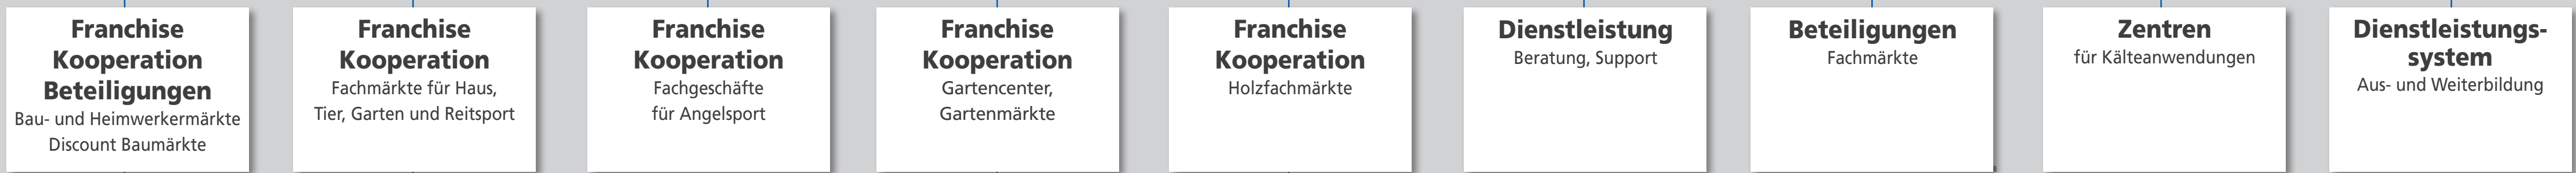 Franchise
Kooperation
Beteiligungen
Bau- und Heimwerkermärkte
Discount Baumärkte
Franchise
Kooperation
Fachmärkte für Haus,
Tier, Garten und Reitsport
Franchise
Kooperation
Fachgeschäfte
für Angelsport
Franchise
Kooperation
Gartencenter,
Gartenmärkte
Franchise
Kooperation
Holzfachmärkte
Dienstleistung
Beratung, Support
Beteiligungen
Fachmärkte
Zentren
für Kälteanwendungen
Dienstleistungs-
system
Aus- und Weiterbildung